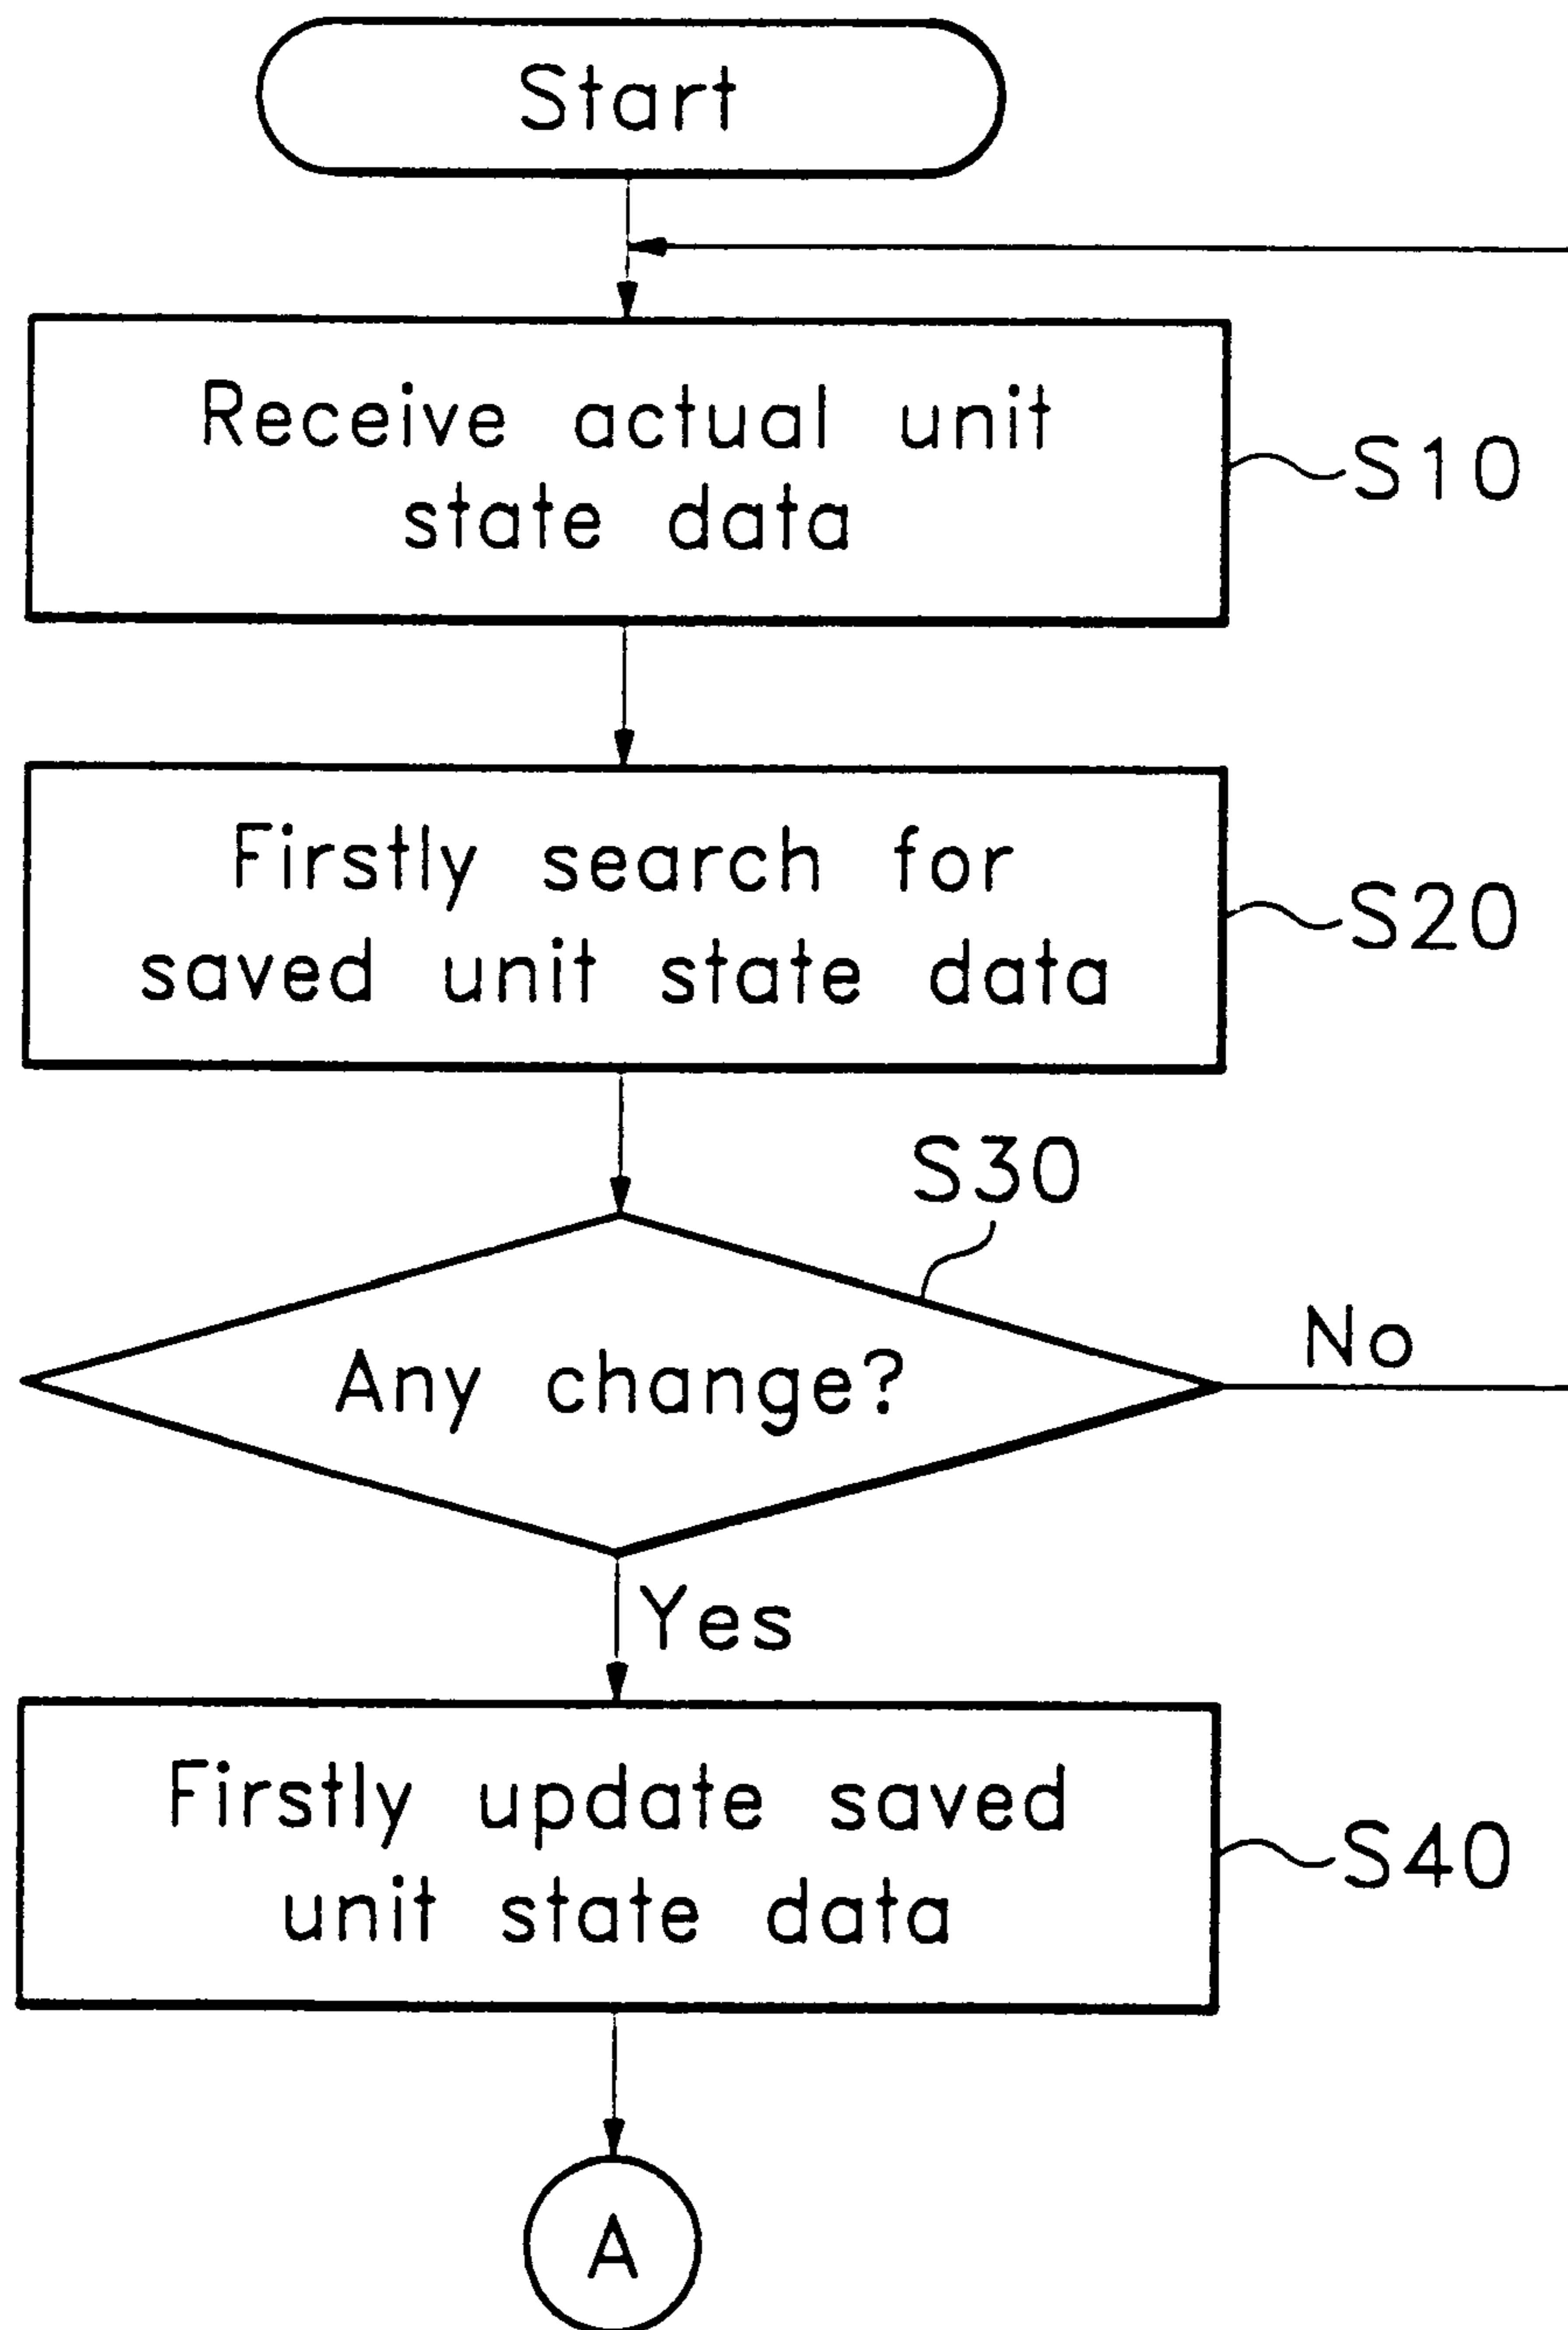 Start
Receive actual unit
state data
S10
Firstly search for
saved unit state data
S20
S30
Any change?
No
Yes
Firstly update saved
unit state data
S40
A